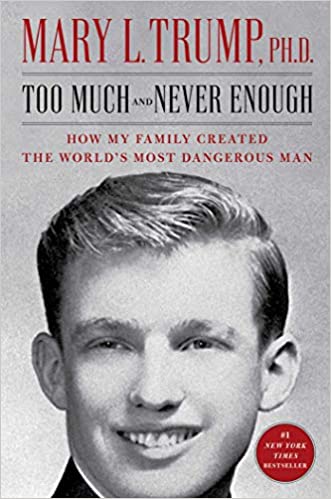 MARY L. TRUMP, PH.D.
TOO MUCH AND NEVER ENOUGH
HOW MY FAMILY CREATED
THE WORLD'S MOST DANGEROUS MAN
#1
NEW YORK
TIMES
BESTSELLER